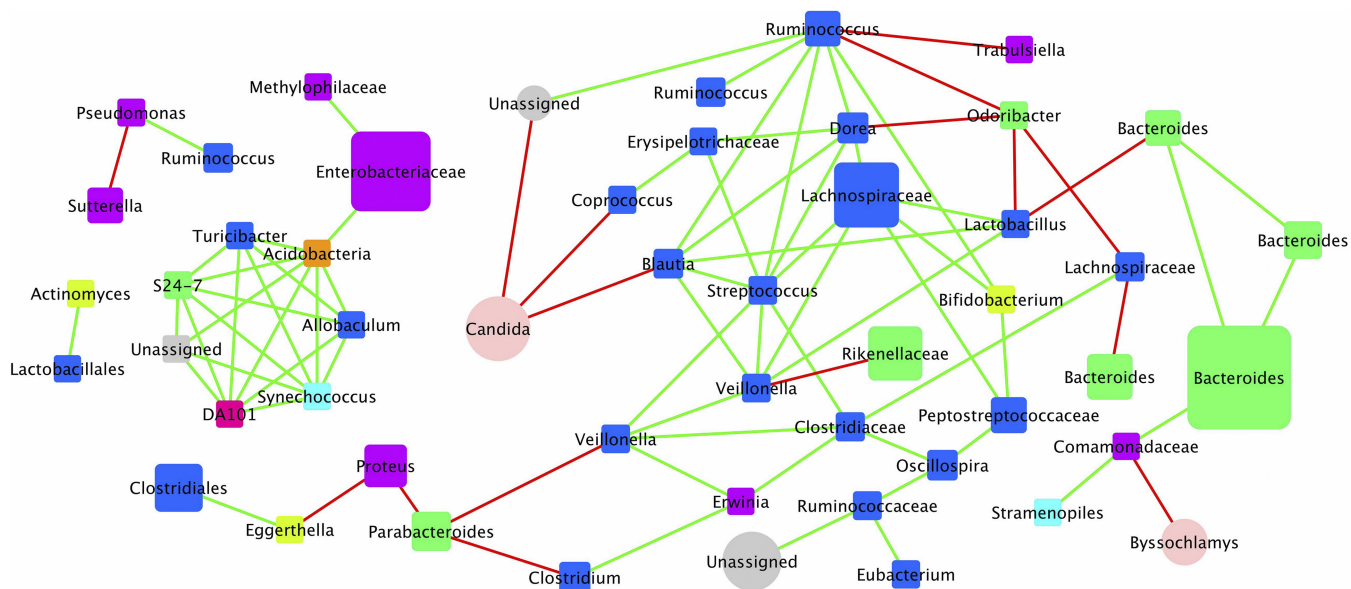 Ruminococcus
Trabulsiella
Methylophilaceae
Ruminococcus
Unassigned
Pseudomonas
Odoribacter
Bacteroides
Dorea
Erysipelotrichaceae
Ruminococcus
Enterobacteriaceae
Lachnospiraceae
Coprococcus
Sutterella
Lactobacillus
Turicibacter
Bacteroides
Acidobacteria
Blautia
Lachnospiraceae
S24-7
Streptococcus
Actinomyces
Bifidobacterium
Allobaculum
Candida
Unassigned
Rikenellaceae
Lactobacillales
Bacteroides
Bacteroides
Veillonella
Synechococcus
DA101
Peptostreptococcaceae
Clostridiaceae
Veillonella
Comamonadaceae
Proteus
Oscillospira
Clostridiales
Erwinia
Ruminococcaceae
Stramenopiles
Eggerthella
Parabacteroides
Byssochlamys
Unassigned
Eubacterium
Clostridium